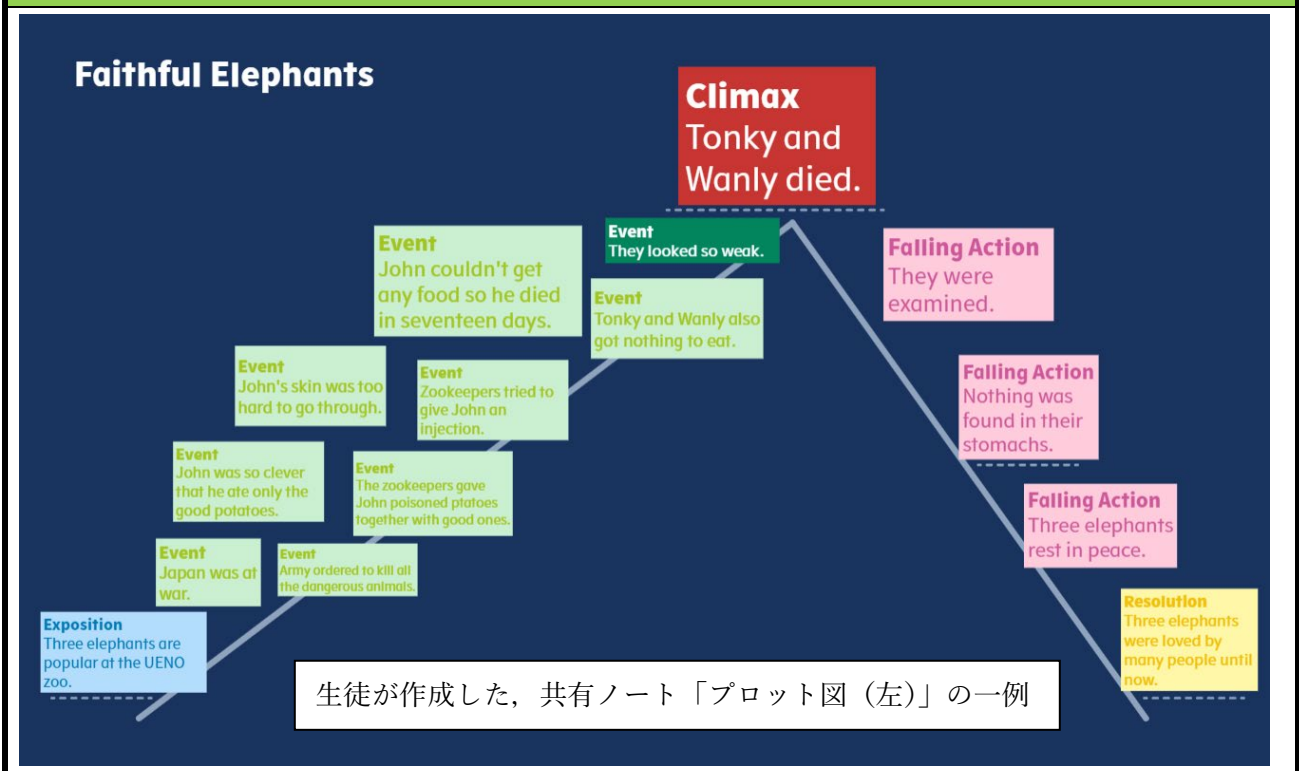 Faithful Elephants
Climax
Tonky and
Wanly died.
Event
They looked so weak.
Event
John couldn't get
any food so he died
in seventeen days.
Event
Tonky and Wanly also
got nothing to eat.
Event
John's skin was too
hard to go through.
Event
Zookeepers tried to
give John an
injection.
Event
John was so clever
that he ate only the
good potatoes.
Event
The zookeepers gave
John poisoned ptatoes
together with good ones.
Event
Japan was at
war.
Event
Army ordered to kill all
the dangerous animals.
Exposition
Three elephants are
popular at the UENO
zoo.
Falling Action
They were
examined.
Falling Action
Nothing was
found in their
stomachs.
Falling Action
Three elephants
rest in peace.
Resolution
Three elephants
were loved by
many people until
now.
生徒が作成した，共有ノート「プロット図（左）」の一例